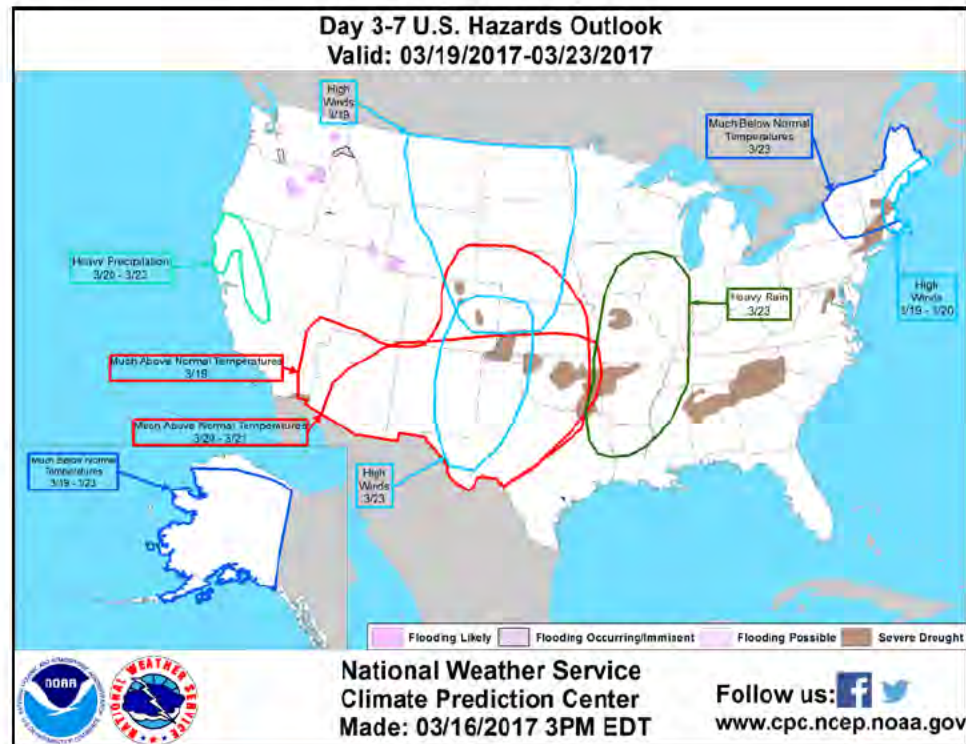 Day 3-7 U.S. Hazards Outlook
Valid: 03/19/2017-03/23/2017
High
Winds
3/19
Much Below Normal
Temperatures
3/23
Heavy Precipitation
3/20 - 3/23
Heavy Rain
3/23
High
Winds
3/19 - 3/20
Much Above Normal Temperatures
3/19
Much Above Normal Temperatures
3/20 - 3/21
Much Below Normal
Temperatures
3/19 - 3/23
High
Winds
3/23
Flooding Likely
Flooding Occurring/Imminent
Flooding Possible
Severe Drought
NOAA
NATIONAL WEATHER SERVICE
National Weather Service
Climate Prediction Center
Made: 03/16/2017 3PM EDT
Follow us:
www.cpc.ncep.noaa.gov